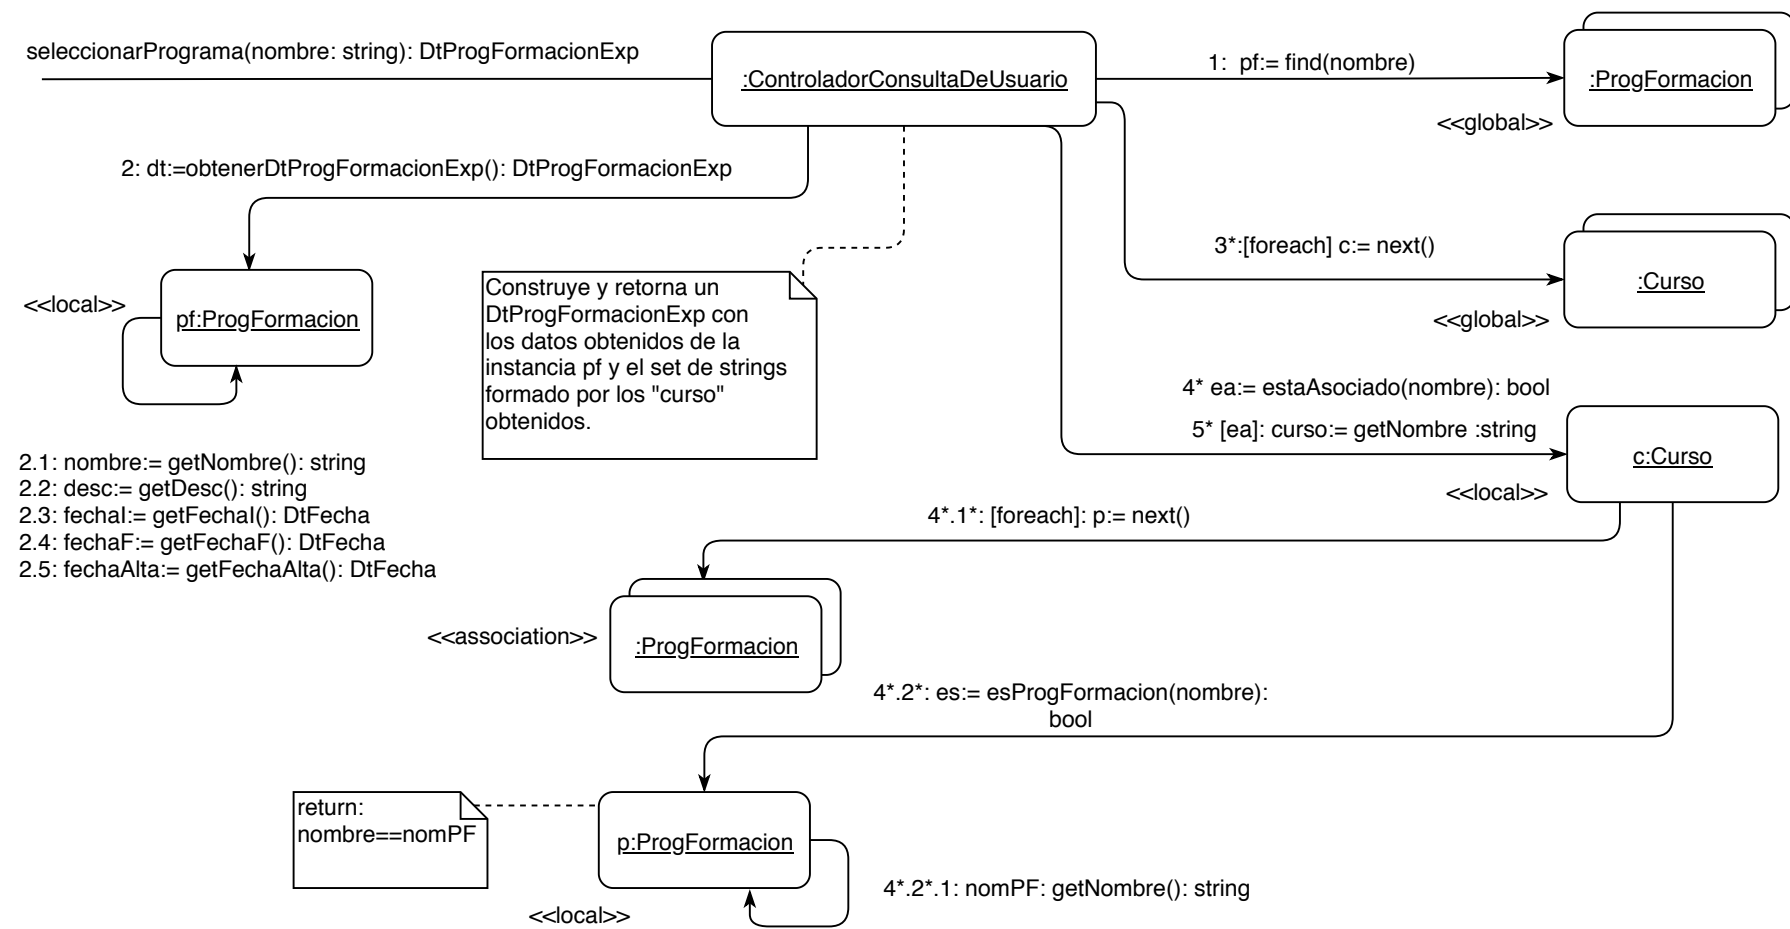 seleccionarPrograma(nombre: string): DtProgFormacionExp
:ControladorConsultaDeUsuario
1: pf:= find(nombre)
:ProgFormacion
<<global>>
2: dt:=obtenerDtProgFormacionExp(): DtProgFormacionExp
3*:[foreach] c:= next()
:Curso
<<global>>
<<local>>
pf:ProgFormacion
Construye y retorna un
DtProgFormacionExp con
los datos obtenidos de la
instancia pf y el set de strings
formado por los "curso"
obtenidos.
4* ea:= estaAsociado(nombre): bool
5* [ea]: curso:= getNombre :string
c:Curso
<<local>>
2.1: nombre:= getNombre(): string
2.2: desc:= getDesc(): string
2.3: fechaI:= getFechaI(): DtFecha
2.4: fechaF:= getFechaF(): DtFecha
2.5: fechaAlta:= getFechaAlta(): DtFecha
4*.1*: [foreach]: p:= next()
<<association>>
:ProgFormacion
4*.2*: es:= esProgFormacion(nombre):
bool
return:
nombre==nomPF
p:ProgFormacion
4*.2*.1: nomPF: getNombre(): string
<<local>>